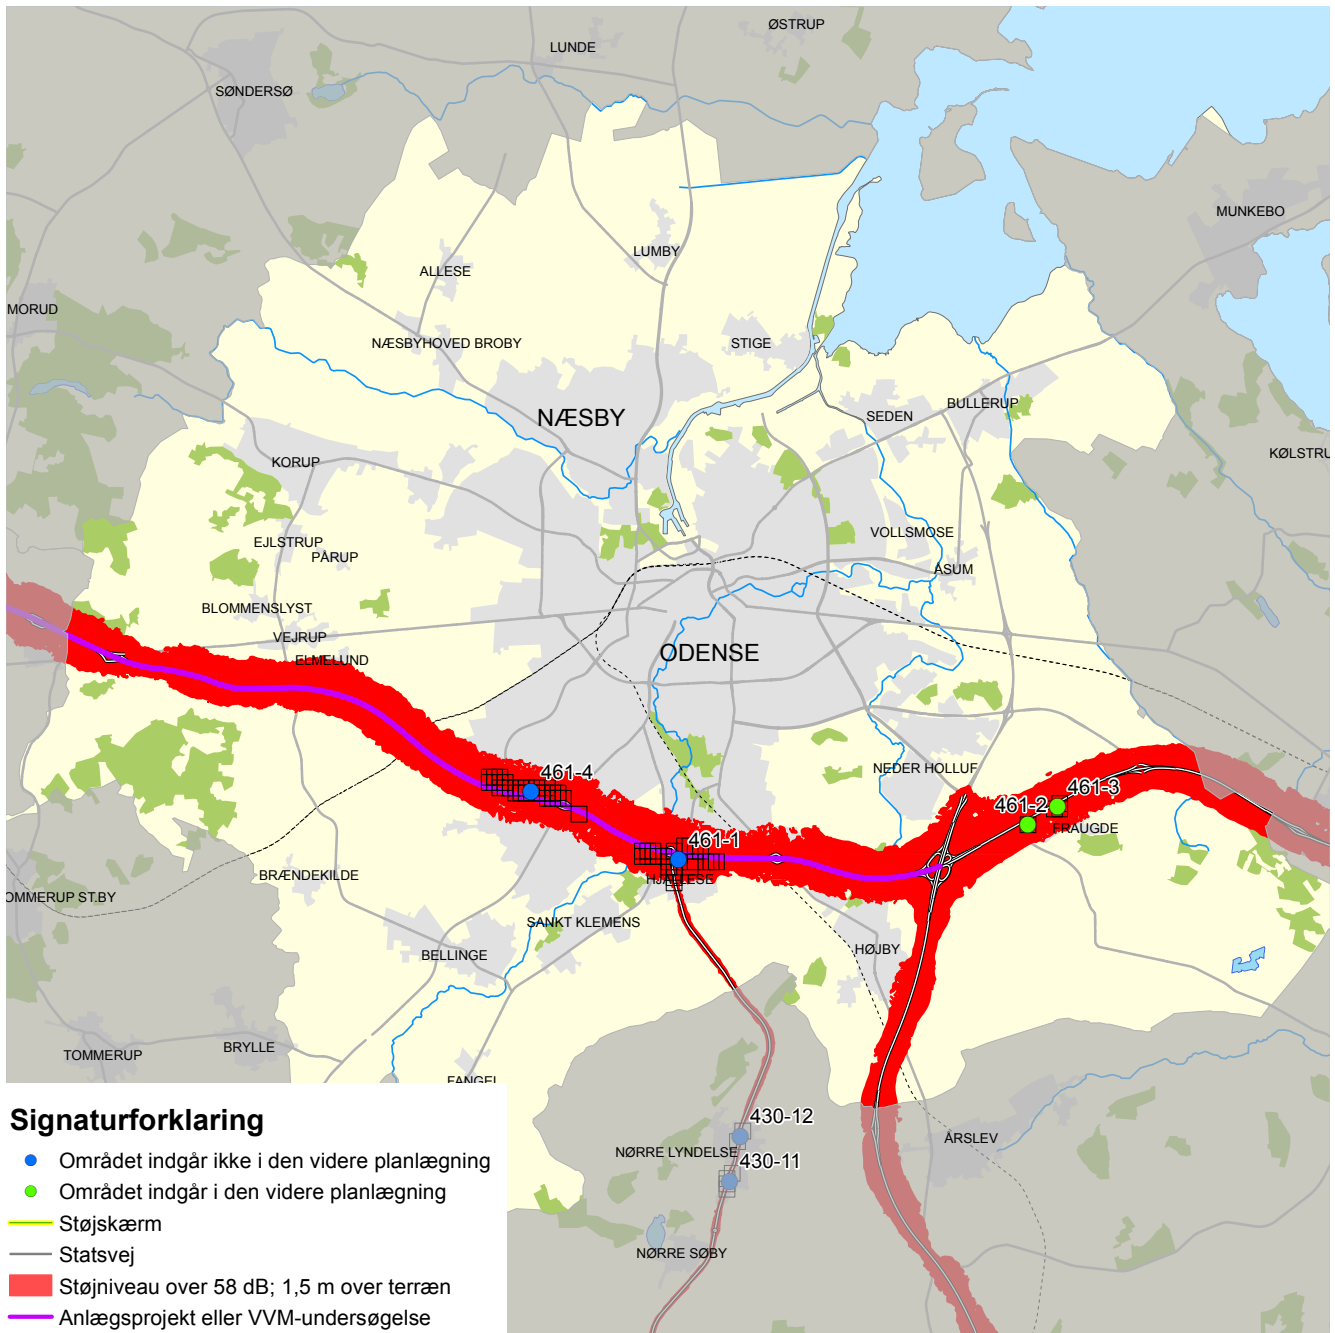 ØSTRUP
LUNDE
SØNDERSØ
MUNKEBO
LUMBY
ALLESE
MORUD
NÆSBYHOVED BROBY
STIGE
NÆSBY
BULLERUP
SEDEN
KØLSTRU
KORUP
VOLLSMOSE
EJLSTRUP
PÅRUP
ÅSUM
BLOMMENSLYST
VEJRUP
ELMELUND
ODENSE
NEDER HOLLUF
461-4
461-3
461-2
FRAUGDE
461-1
HJALLESE
BRÆNDEKILDE
OMMERUP ST.BY
SANKT KLEMENS
BELLINGE
HØJBY
BRYLLE
TOMMERUP
FANGEL
430-12
ÅRSLEV
NØRRE LYNDELSE
430-11
NØRRE SØBY
Signaturforklaring
Området indgår ikke i den videre planlægning
Området indgår i den videre planlægning
Støjskærm
Statsvej
Støjniveau over 58 dB; 1,5 m over terræn
Anlægsprojekt eller VVM-undersøgelse